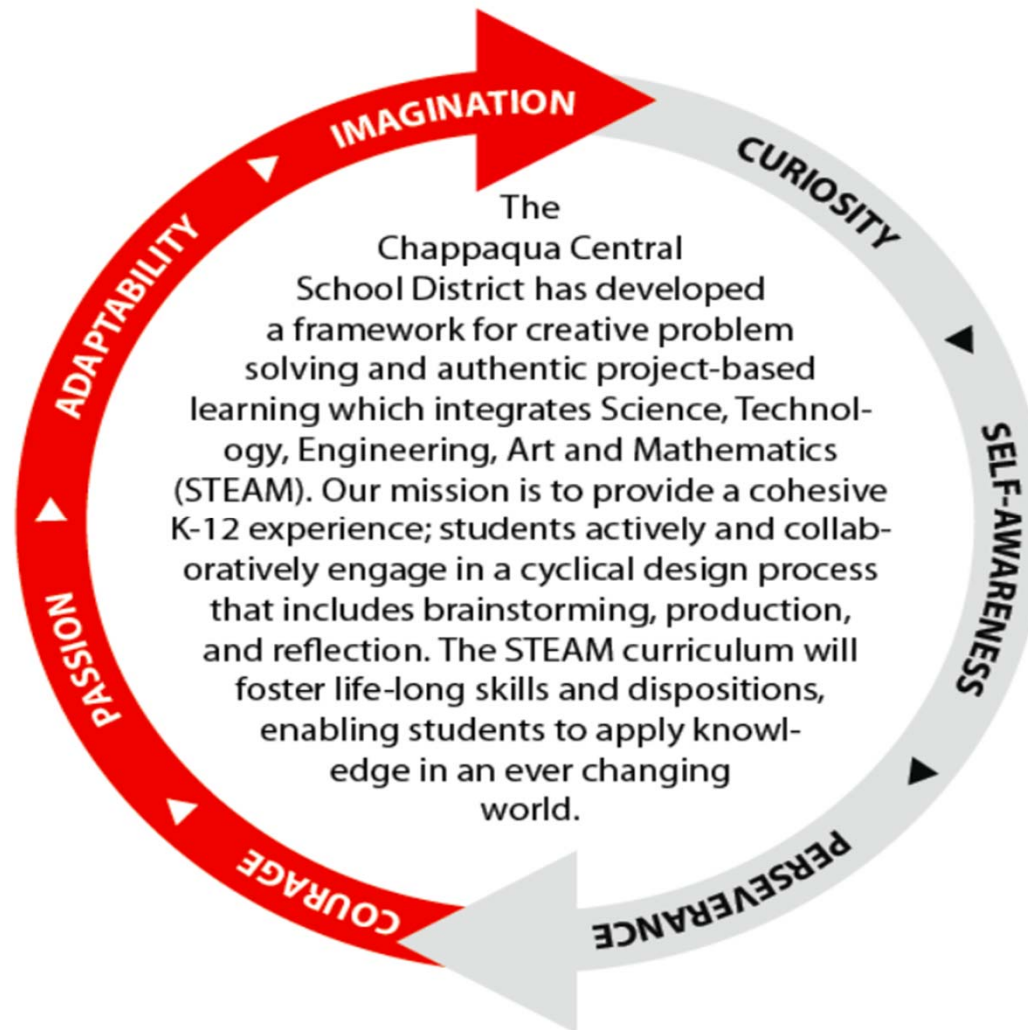 IMAGINATION
CURIOSITY
SELF-AWARENESS
PERSEVERANCE
COURAGE
PASSION
ADAPTABILITY
The
Chappaqua Central
School District has developed
a framework for creative problem
solving and authentic project-based
learning which integrates Science, Technol-
ogy, Engineering, Art and Mathematics
(STEAM). Our mission is to provide a cohesive
K-12 experience; students actively and collab-
oratively engage in a cyclical design process
that includes brainstorming, production,
and reflection. The STEAM curriculum will
foster life-long skills and dispositions,
enabling students to apply knowl-
edge in an ever changing
world.